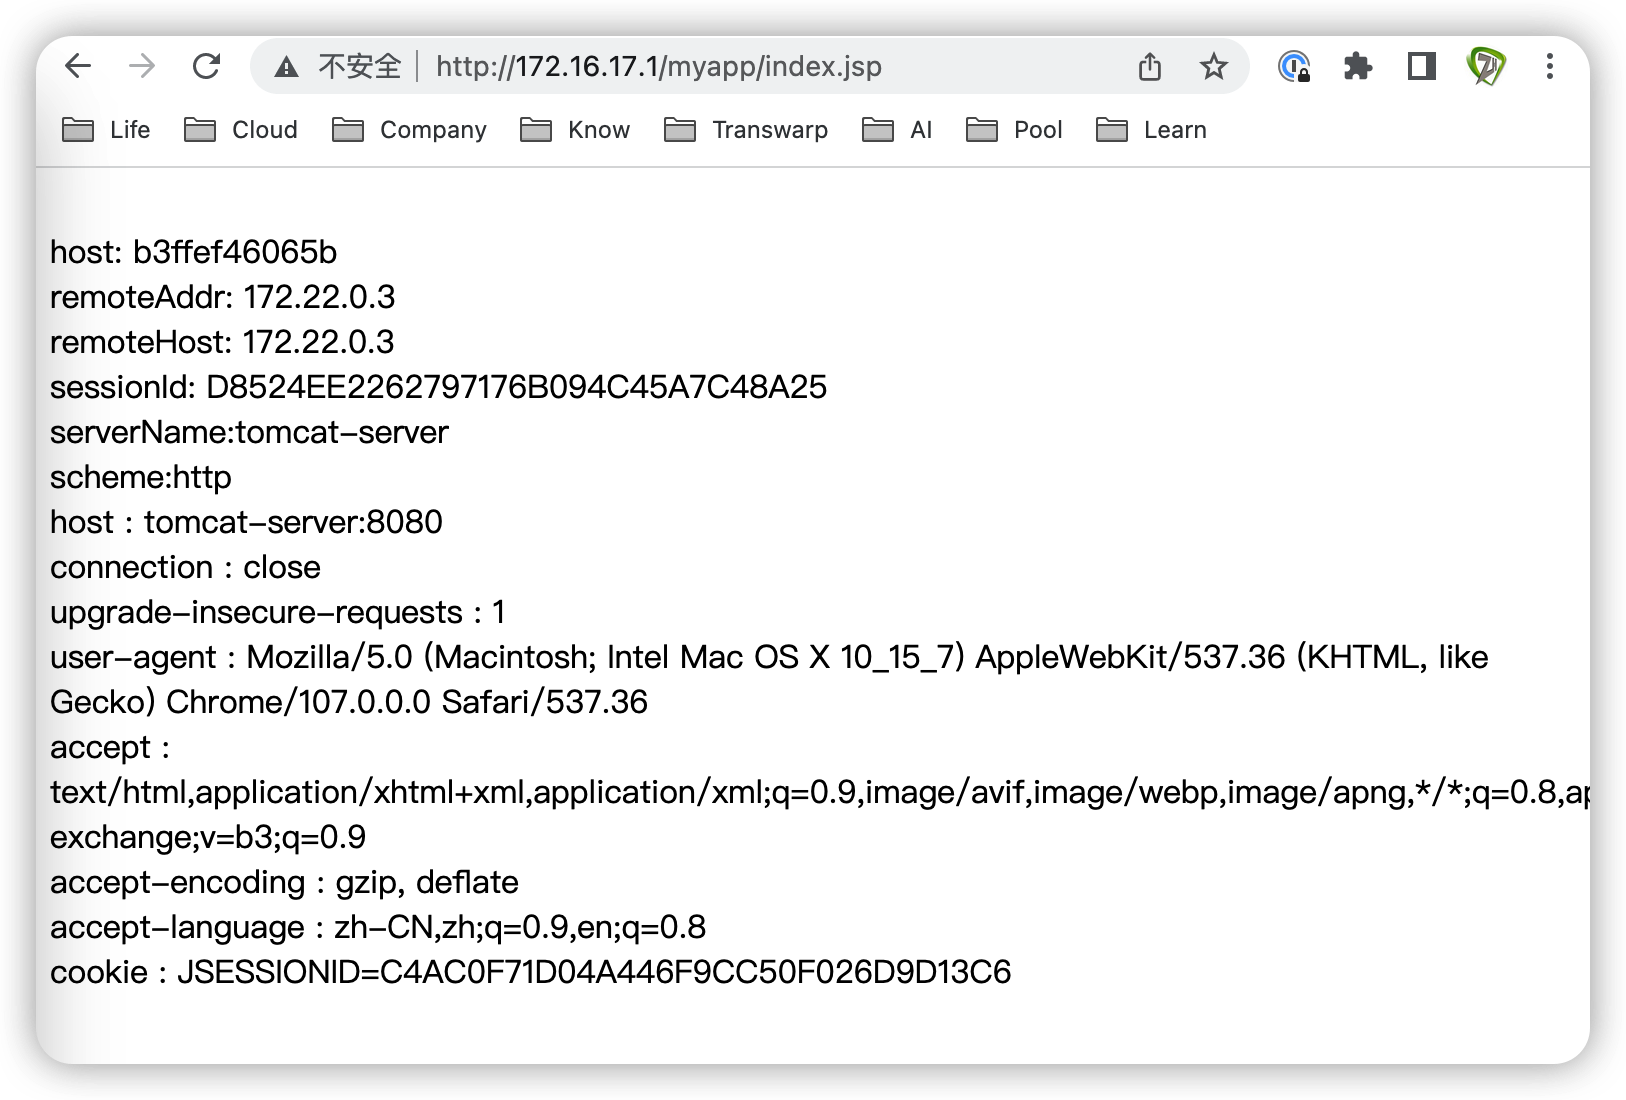 不安全 http://172.16.17.1/myapp/index.jsp
Life Cloud Company Know Transwarp AI Pool Learn
host: b3ffef46065b
remoteAddr: 172.22.0.3
remoteHost: 172.22.0.3
sessionId: D8524EE2262797176B094C45A7C48A25
serverName:tomcat-server
scheme:http
host : tomcat-server:8080
connection : close
upgrade-insecure-requests : 1
user-agent : Mozilla/5.0 (Macintosh; Intel Mac OS X 10_15_7) AppleWebKit/537.36 (KHTML, like
Gecko) Chrome/107.0.0.0 Safari/537.36
accept :
text/html,application/xhtml+xml,application/xml;q=0.9,image/avif,image/webp,image/apng,*/*;q=0.8,ap
exchange;v=b3;q=0.9
accept-encoding : gzip, deflate
accept-language : zh-CN,zh;q=0.9,en;q=0.8
cookie : JSESSIONID=C4AC0F71D04A446F9CC50F026D9D13C6